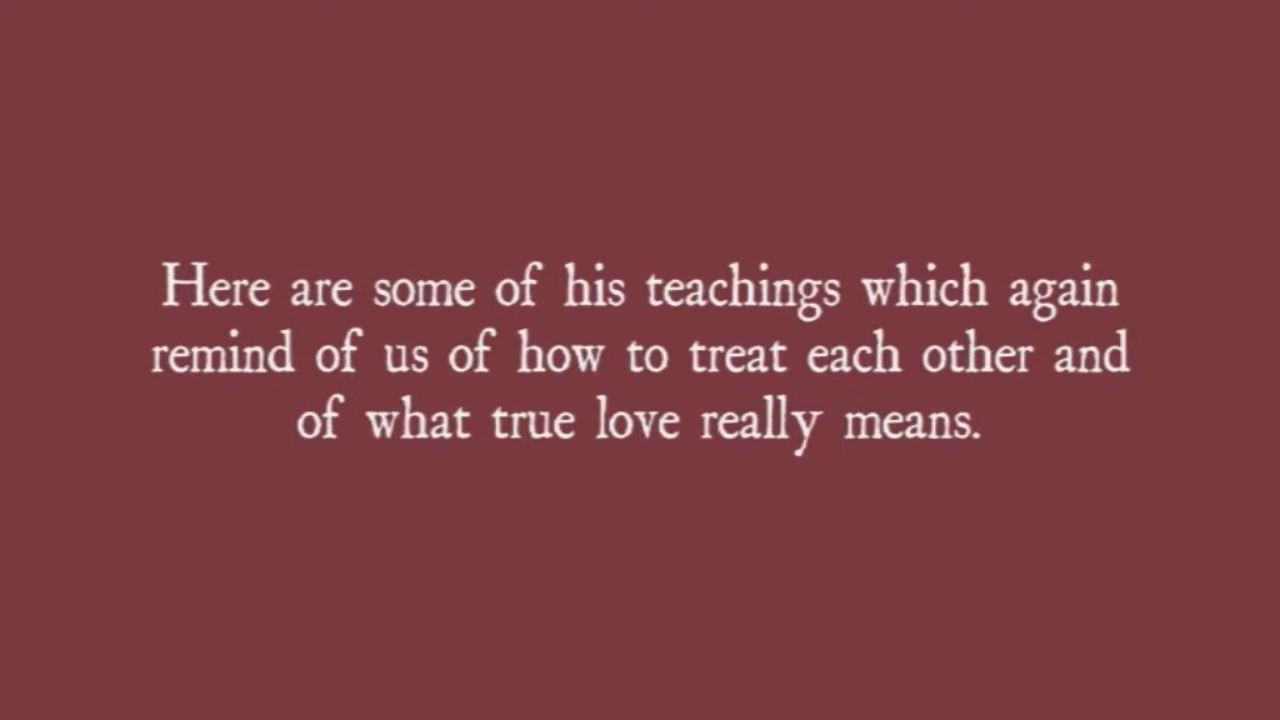 Here are some of his teachings which again
remind of us of how to treat each other and
of what true love really means.